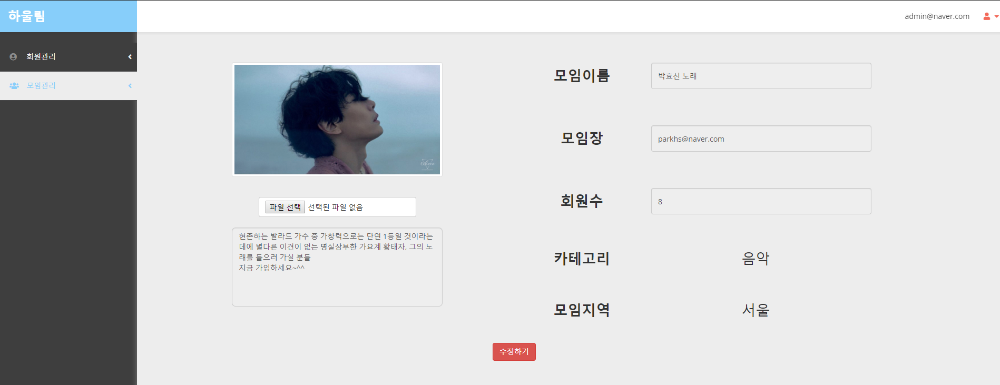 하울림
admin@naver.com
회원관리
모임관리
모임이름
박효신 노래
모임장
parkhs@naver.com
회원수
8
파일 선택 선택된 파일 없음
현존하는 발라드 가수 중 가창력으로는 단연 1등일 것이라는
데에 별다른 이견이 없는 명실상부한 가요계 황태자, 그의 노
래를 들으러 가실 분들
지금 가입하세요~^^
카테고리
음악
모임지역
서울
수정하기